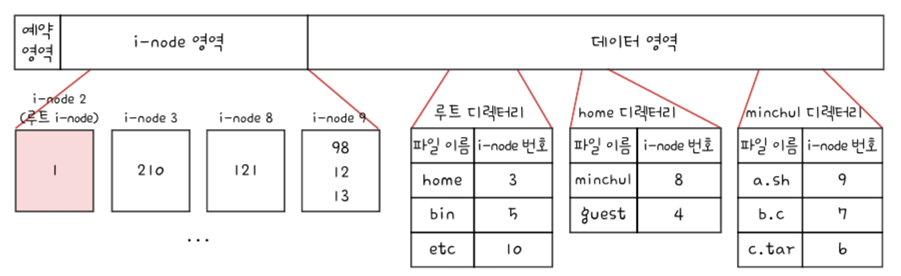 예약
영역
i-node 영역
데이터 영역
i-node 2
(루트 i-node)
i-node 3
i-node 8
i-node 9
1
210
121
98
12
13
...
루트 디렉터리
파일 이름 i-node 번호
home 3
bin 5
etc 10
home 디렉터리
파일 이름 i-node 번호
minchul 8
guest 4
minchul 디렉터리
파일 이름 i-node 번호
a.sh 9
b.c 7
c.tar 6